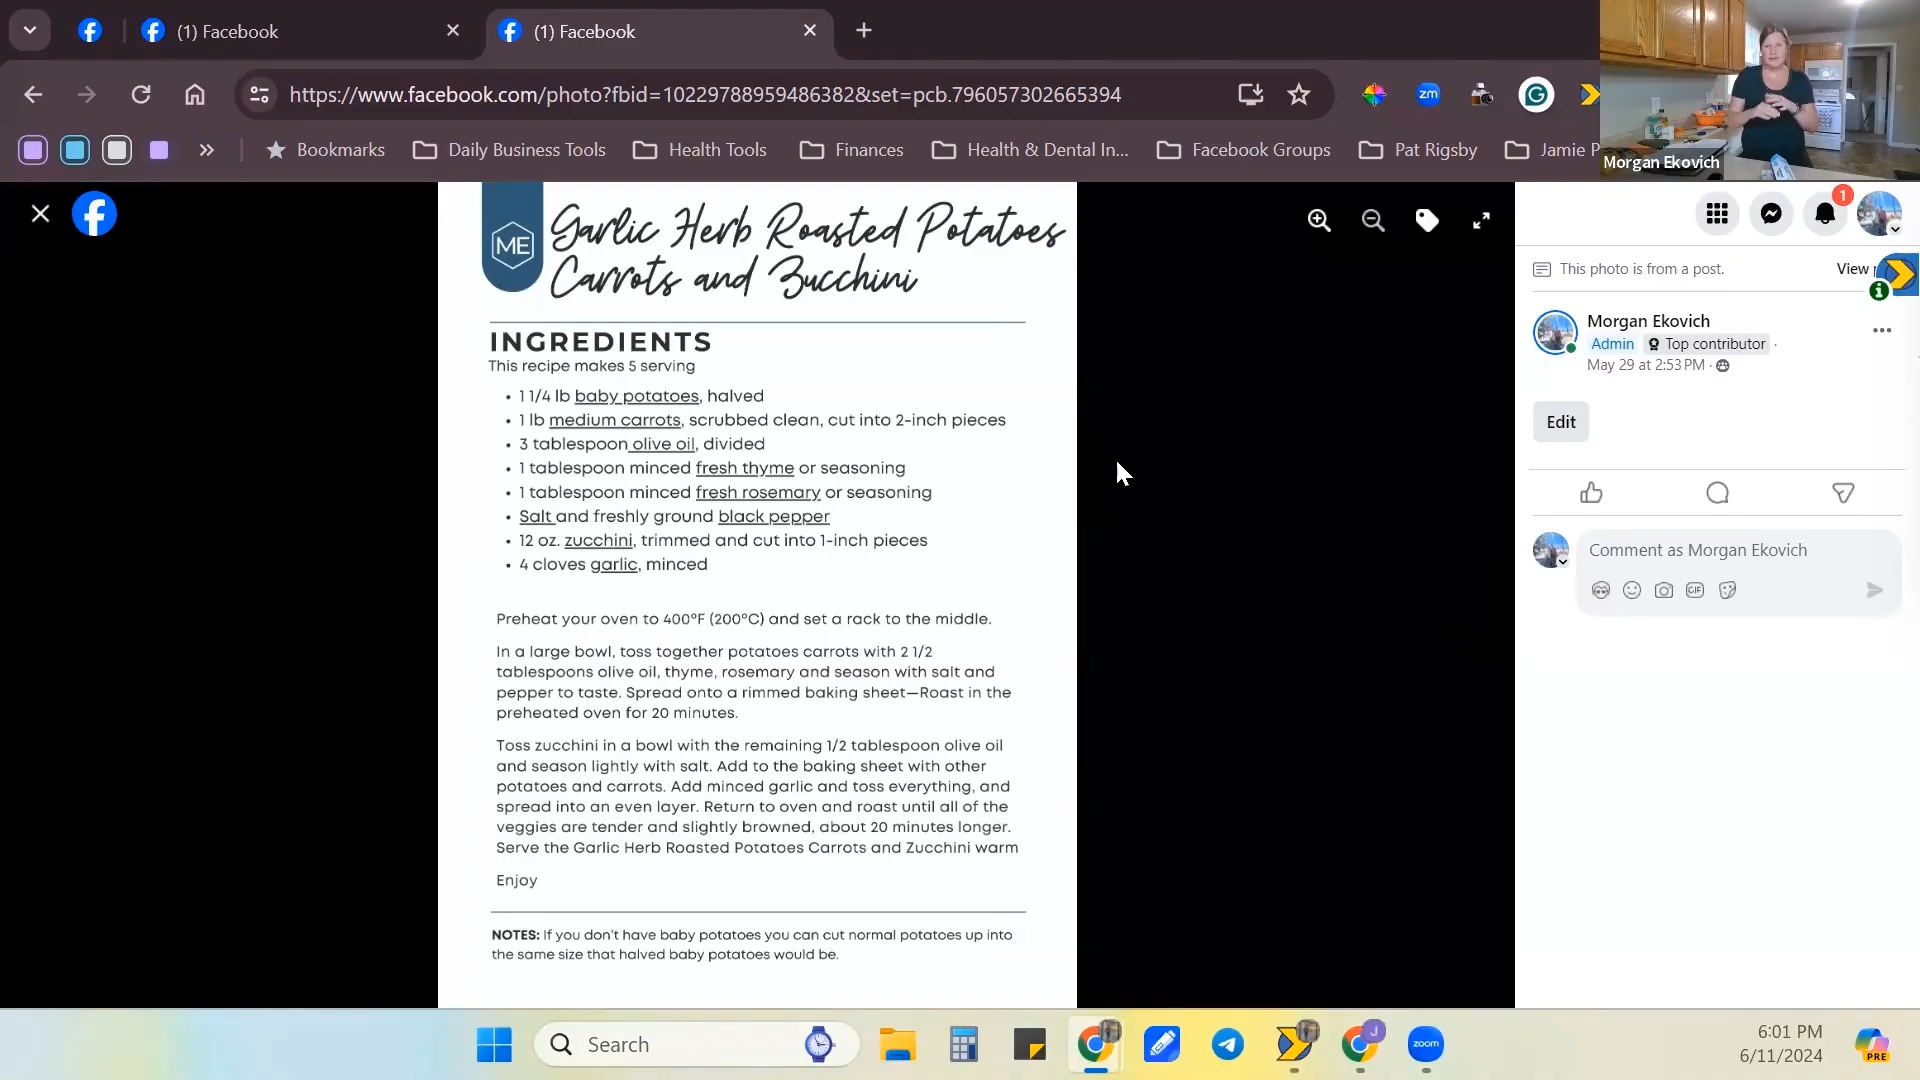 (1) Facebook
(1) Facebook
https://www.facebook.com/photo?fbid=10229788959486382&set=pcb.796057302665394
zm
Bookmarks
Daily Business Tools
Health Tools
Finances
Health & Dental In...
Facebook Groups
Pat Rigsby
Jamie P
Morgan Ekovich
ME
Garlic Herb Roasted Potatoes
Carrots and Zucchini
INGREDIENTS
This recipe makes 5 serving
• 1 1/4 lb baby potatoes, halved
• 1 lb medium carrots, scrubbed clean, cut into 2-inch pieces
• 3 tablespoon olive oil, divided
• 1 tablespoon minced fresh thyme or seasoning
• 1 tablespoon minced fresh rosemary or seasoning
• Salt and freshly ground black pepper
• 12 oz. zucchini, trimmed and cut into 1-inch pieces
• 4 cloves garlic, minced
Preheat your oven to 400°F (200°C) and set a rack to the middle.
In a large bowl, toss together potatoes carrots with 2 1/2
tablespoons olive oil, thyme, rosemary and season with salt and
pepper to taste. Spread onto a rimmed baking sheet—Roast in the
preheated oven for 20 minutes.
Toss zucchini in a bowl with the remaining 1/2 tablespoon olive oil
and season lightly with salt. Add to the baking sheet with other
potatoes and carrots. Add minced garlic and toss everything, and
spread into an even layer. Return to oven and roast until all of the
veggies are tender and slightly browned, about 20 minutes longer.
Serve the Garlic Herb Roasted Potatoes Carrots and Zucchini warm
Enjoy
NOTES: If you don't have baby potatoes you can cut normal potatoes up into
the same size that halved baby potatoes would be.
1
This photo is from a post.
View
Morgan Ekovich
Admin
Top contributor ·
May 29 at 2:53 PM ·
Edit
Comment as Morgan Ekovich
GIF
Search
J
zoom
6:01 PM
6/11/2024
PRE